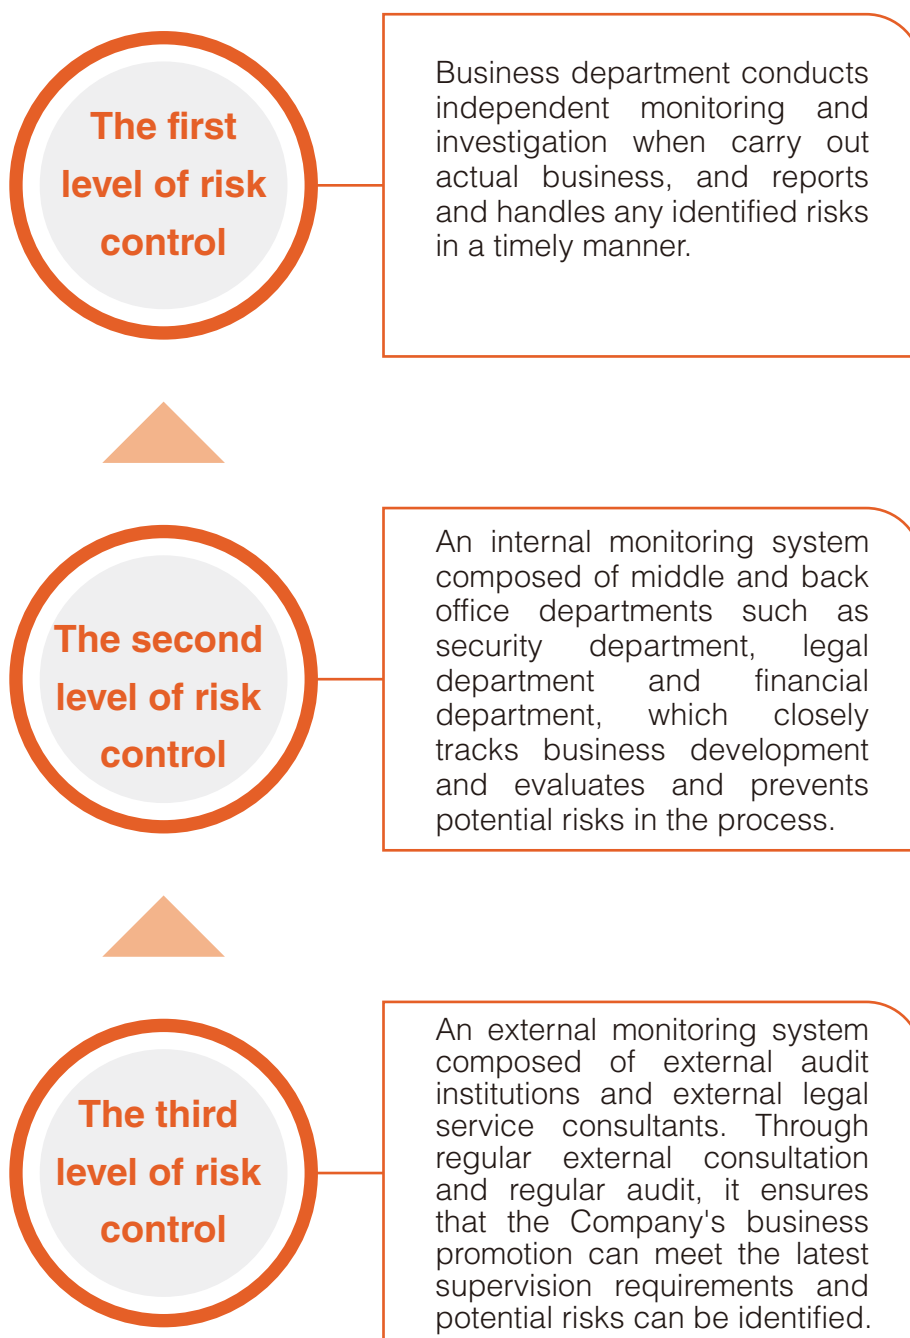 The first
level of risk
control
Business department conducts
independent monitoring and
investigation when carry out
actual business, and reports
and handles any identified risks
in a timely manner.
The second
level of risk
control
An internal monitoring system
composed of middle and back
office departments such as
security department, legal
department and financial
department, which closely
tracks business development
and evaluates and prevents
potential risks in the process.
The third
level of risk
control
An external monitoring system
composed of external audit
institutions and external legal
service consultants. Through
regular external consultation
and regular audit, it ensures
that the Company's business
promotion can meet the latest
supervision requirements and
potential risks can be identified.